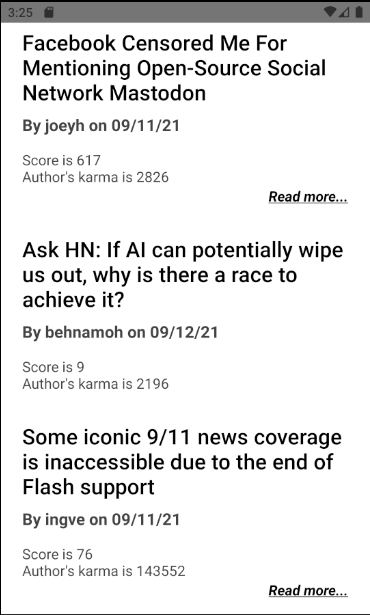 3:25
Facebook Censored Me For
Mentioning Open-Source Social
Network Mastodon
By joeyh on 09/11/21
Score is 617
Author's karma is 2826
Read more...
Ask HN: If AI can potentially wipe
us out, why is there a race to
achieve it?
By behnamoh on 09/12/21
Score is 9
Author's karma is 2196
Some iconic 9/11 news coverage
is inaccessible due to the end of
Flash support
By ingve on 09/11/21
Score is 76
Author's karma is 143552
Read more...